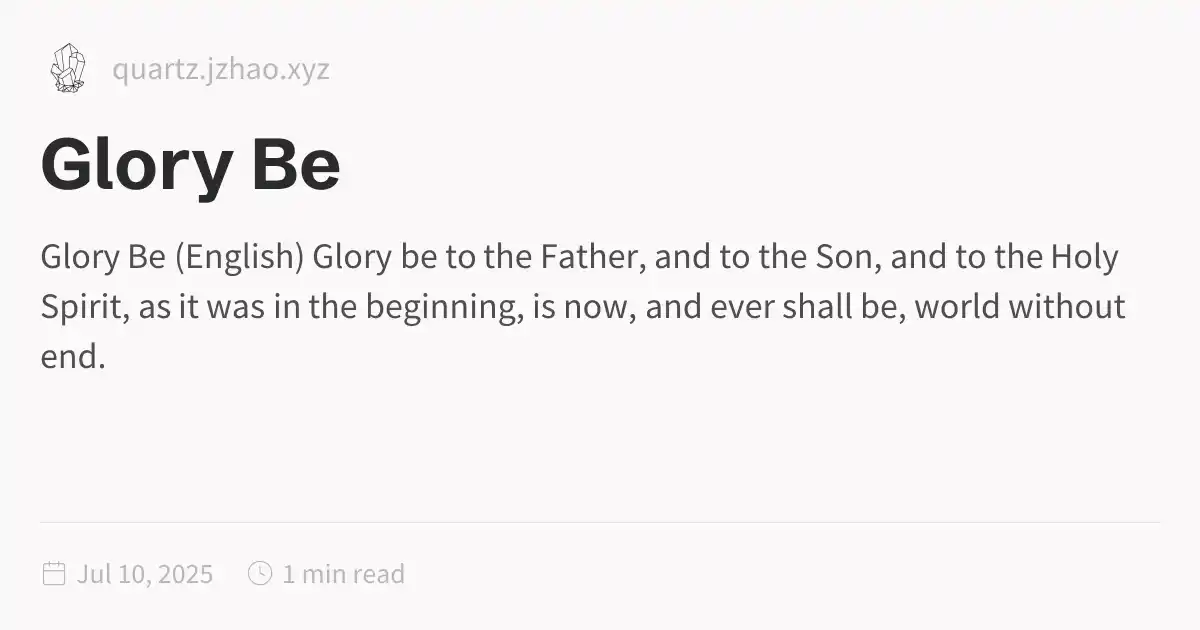 quartz.jzhao.xyz
Glory Be
Glory Be (English) Glory be to the Father, and to the Son, and to the Holy
Spirit, as it was in the beginning, is now, and ever shall be, world without
end.
Jul 10, 2025 1 min read